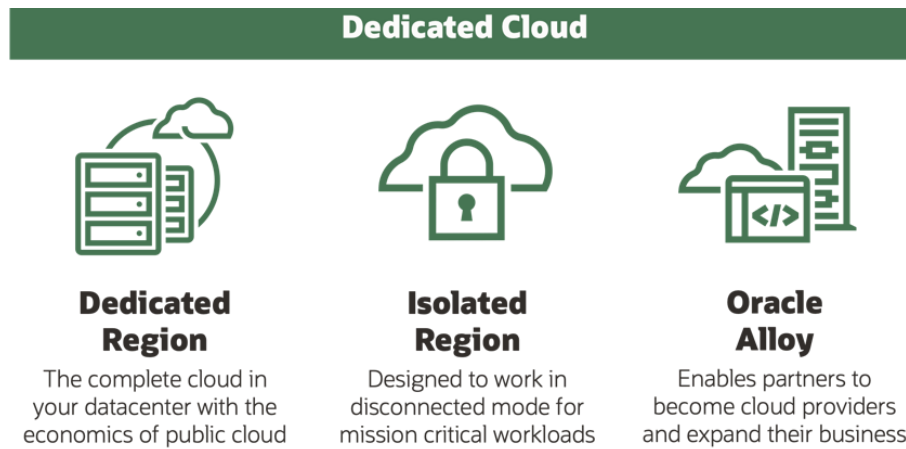 Dedicated Cloud
</>
Dedicated
Region
The complete cloud in
your datacenter with the
economics of public cloud
Isolated
Region
Designed to work in
disconnected mode for
mission critical workloads
Oracle
Alloy
Enables partners to
become cloud providers
and expand their business